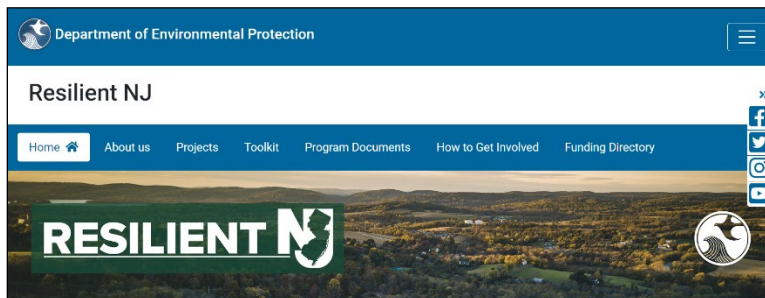 Department of Environmental Protection
Resilient NJ
Home About us Projects Toolkit Program Documents How to Get Involved Funding Directory
RESILIENT NJ